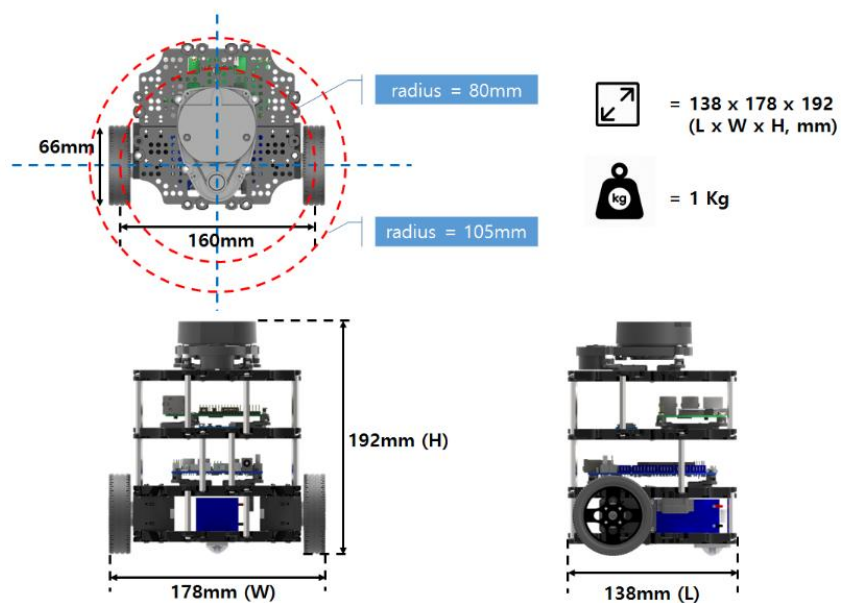 radius = 80mm
= 138 x 178 x 192
(L x W x H, mm)
66mm
kg
= 1 Kg
160mm
radius = 105mm
192mm (H)
178mm (W)
138mm (L)